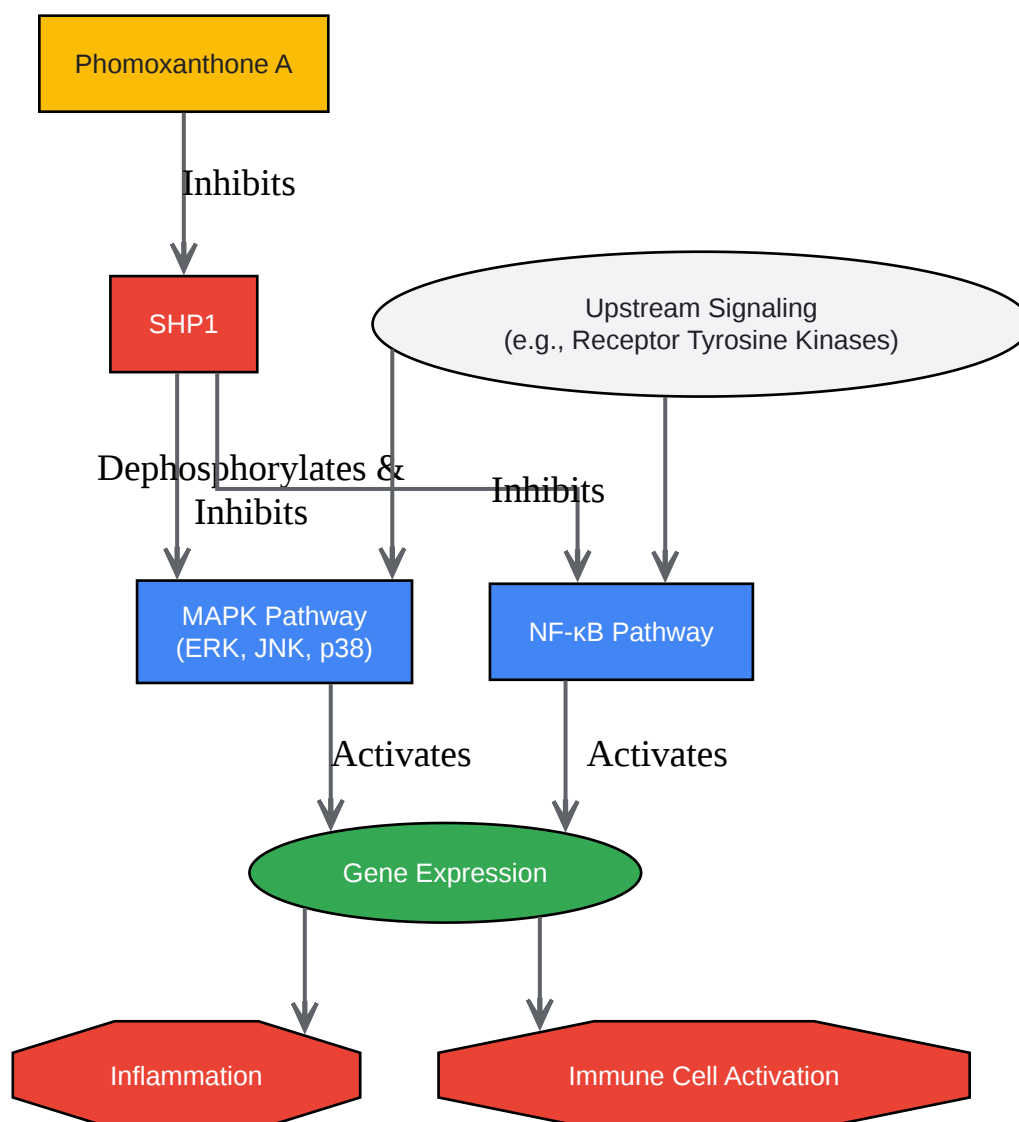 Phomoxanthone A
Inhibits
SHP1
Upstream Signaling
(e.g., Receptor Tyrosine Kinases)
Dephosphorylates &
Inhibits
Inhibits
MAPK Pathway
(ERK, JNK, p38)
NF-κB Pathway
Activates
Activates
Gene Expression
Inflammation
Immune Cell Activation